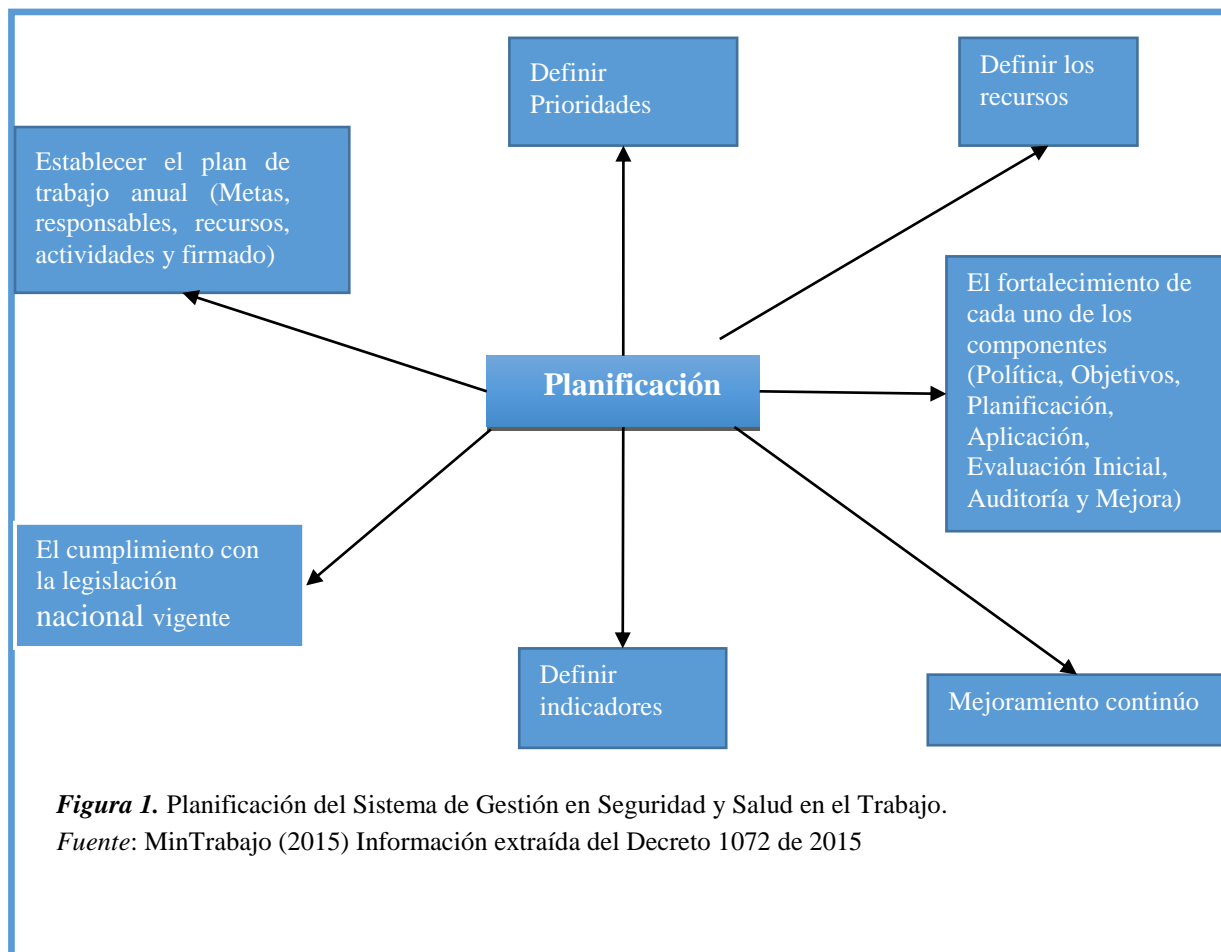 Definir
Prioridades
Definir los
recursos
Establecer el plan de
trabajo anual (Metas,
responsables, recursos,
actividades y firmado)
El fortalecimiento de
cada uno de los
componentes
(Política, Objetivos,
Planificación,
Aplicación,
Evaluación Inicial,
Auditoría y Mejora)
Planificación
El cumplimiento con
la legislación
nacional vigente
Definir
indicadores
Mejoramiento continúo
Figura 1. Planificación del Sistema de Gestión en Seguridad y Salud en el Trabajo.
Fuente: MinTrabajo (2015) Información extraída del Decreto 1072 de 2015